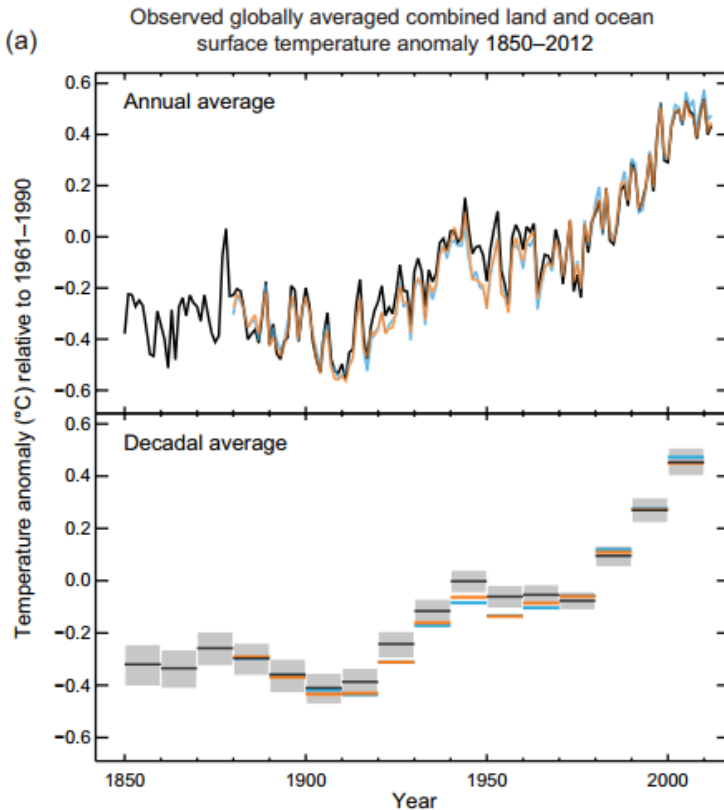 Observed globally averaged combined land and ocean
surface temperature anomaly 1850–2012
(a)
Temperature anomaly (°C) relative to 1961–1990
Annual average
0.6
0.4
0.2
0.0
−0.2
−0.4
−0.6
Decadal average
0.6
0.4
0.2
0.0
−0.2
−0.4
−0.6
1850
1900
1950
2000
Year